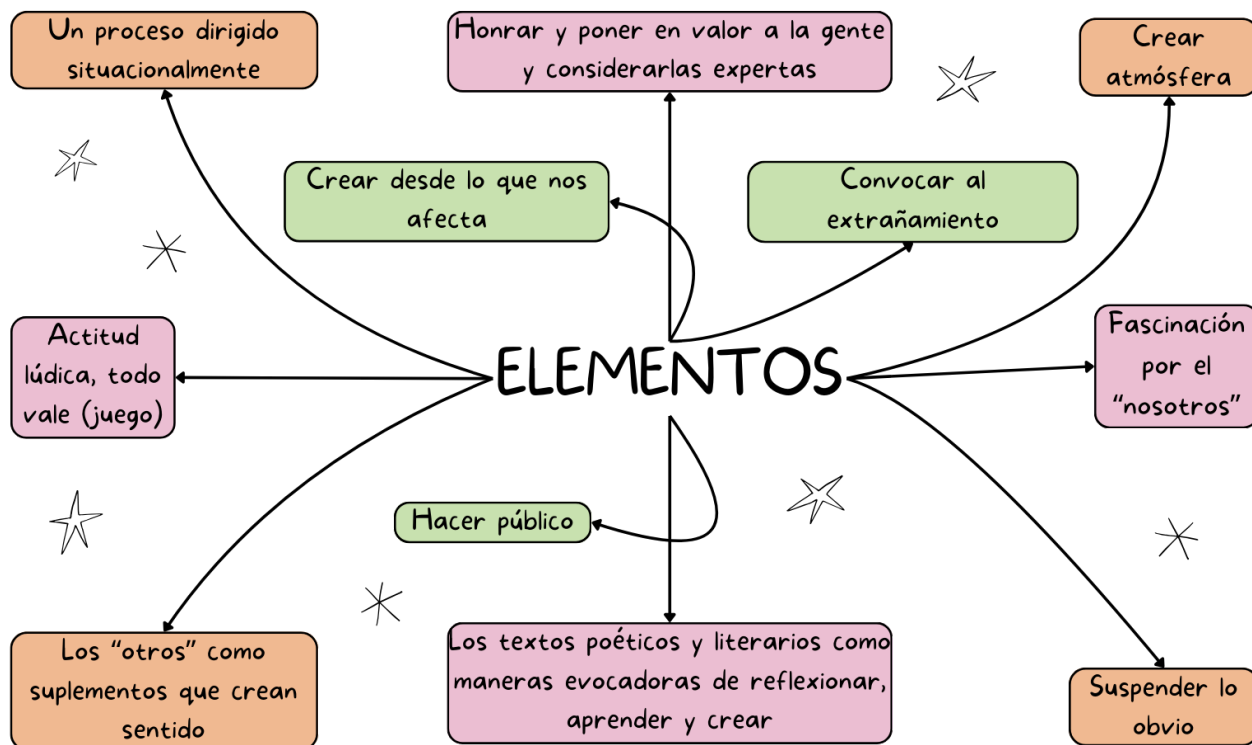 Un proceso dirigido
situacionalmente
Honrar y poner en valor a la gente
y considerarlas expertas
Crear
atmósfera
Crear desde lo que nos
afecta
Convocar al
extrañamiento
Actitud
lúdica, todo
vale (juego)
ELEMENTOS
Fascinación
por el
“nosotros”
Hacer público
Los “otros” como
suplementos que crean
sentido
Los textos poéticos y literarios como
maneras evocadoras de reflexionar,
aprender y crear
Suspender lo
obvio